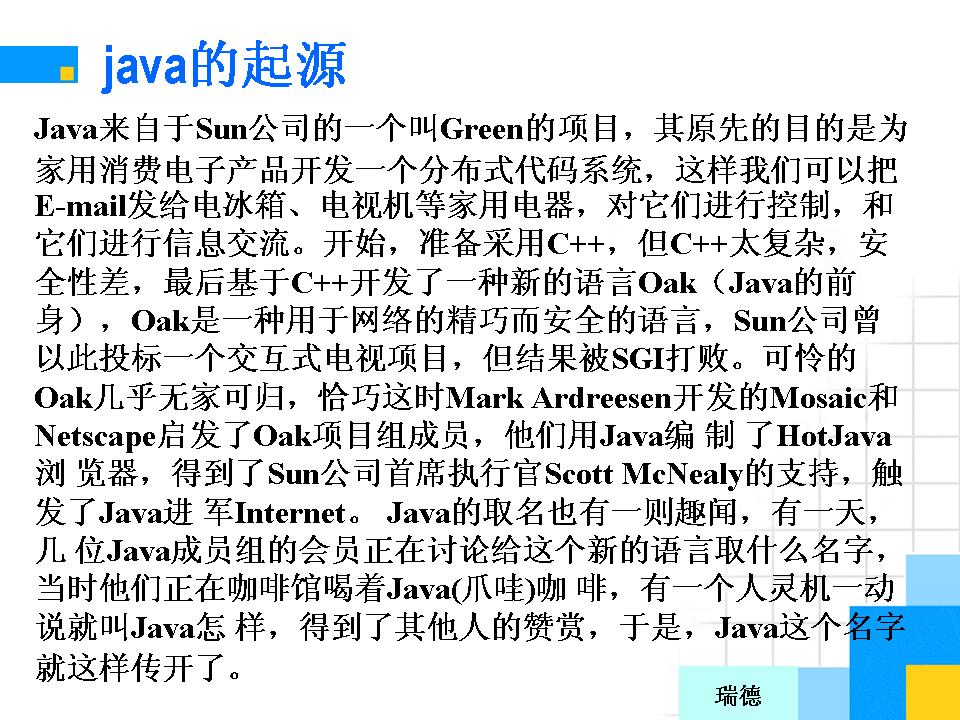 java的起源
Java来自于Sun公司的一个叫Green的项目，其原先的目的是为
家用消费电子产品开发一个分布式代码系统，这样我们可以把
E-mail发给电冰箱、电视机等家用电器，对它们进行控制，和
它们进行信息交流。开始，准备采用C++，但C++太复杂，安
全性差，最后基于C++开发了一种新的语言Oak（Java的前
身），Oak是一种用于网络的精巧而安全的语言，Sun公司曾
以此投标一个交互式电视项目，但结果被SGI打败。可怜的
Oak几乎无家可归，恰巧这时Mark Ardreesen开发的Mosaic和
Netscape启发了Oak项目组成员，他们用Java编 制 了HotJava
浏 览器，得到了Sun公司首席执行官Scott McNealy的支持，触
发了Java进 军Internet。 Java的取名也有一则趣闻，有一天，
几 位Java成员组的会员正在讨论给这个新的语言取什么名字，
当时他们正在咖啡馆喝着Java(爪哇)咖 啡，有一个人灵机一动
说就叫Java怎 样，得到了其他人的赞赏，于是，Java这个名字
就这样传开了。
瑞德